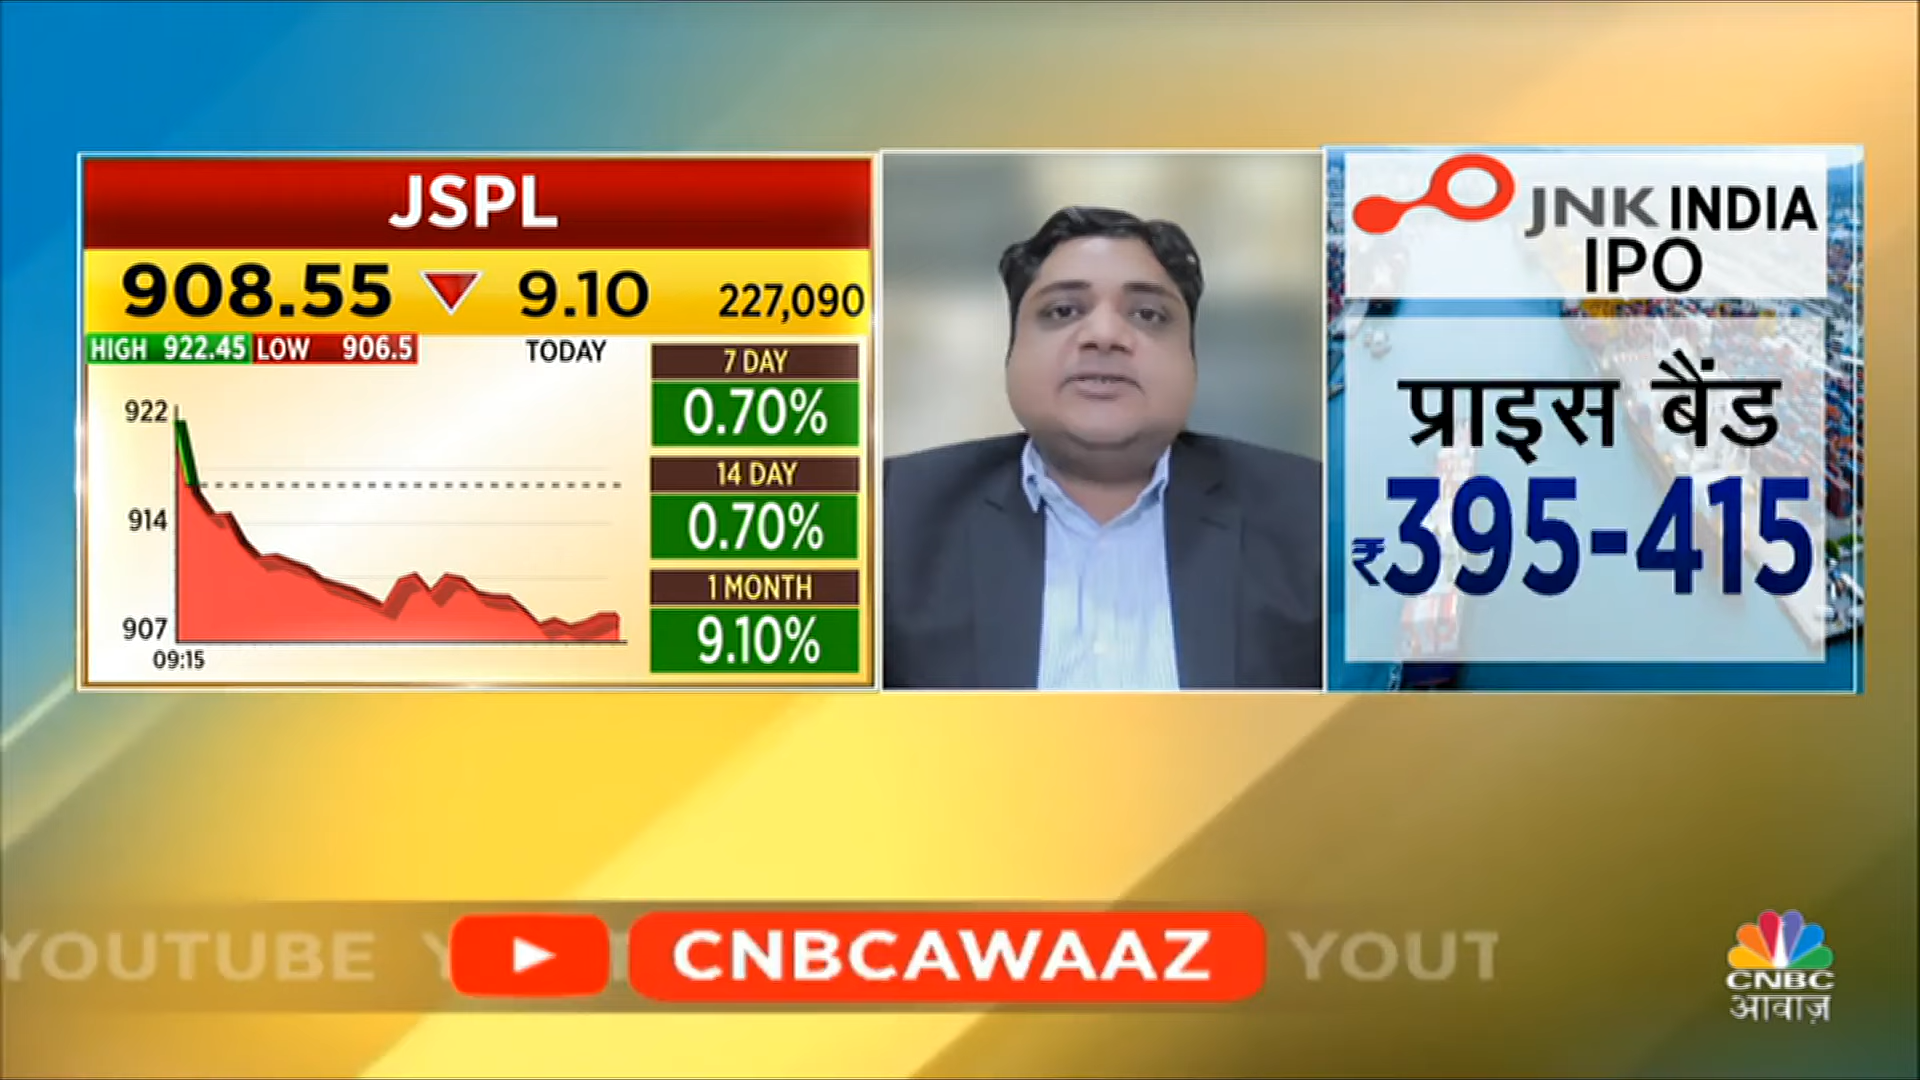 JSPL
908.55 ▼ 9.10 227,090
HIGH 922.45 LOW 906.5
TODAY
922
914
907
09:15
7 DAY
0.70%
14 DAY
0.70%
1 MONTH
9.10%
JNK INDIA
IPO
प्राइस बैंड
₹395-415
YOUTUBE Y CNBCAWAAZ YOUT
CNBC
आवाज़